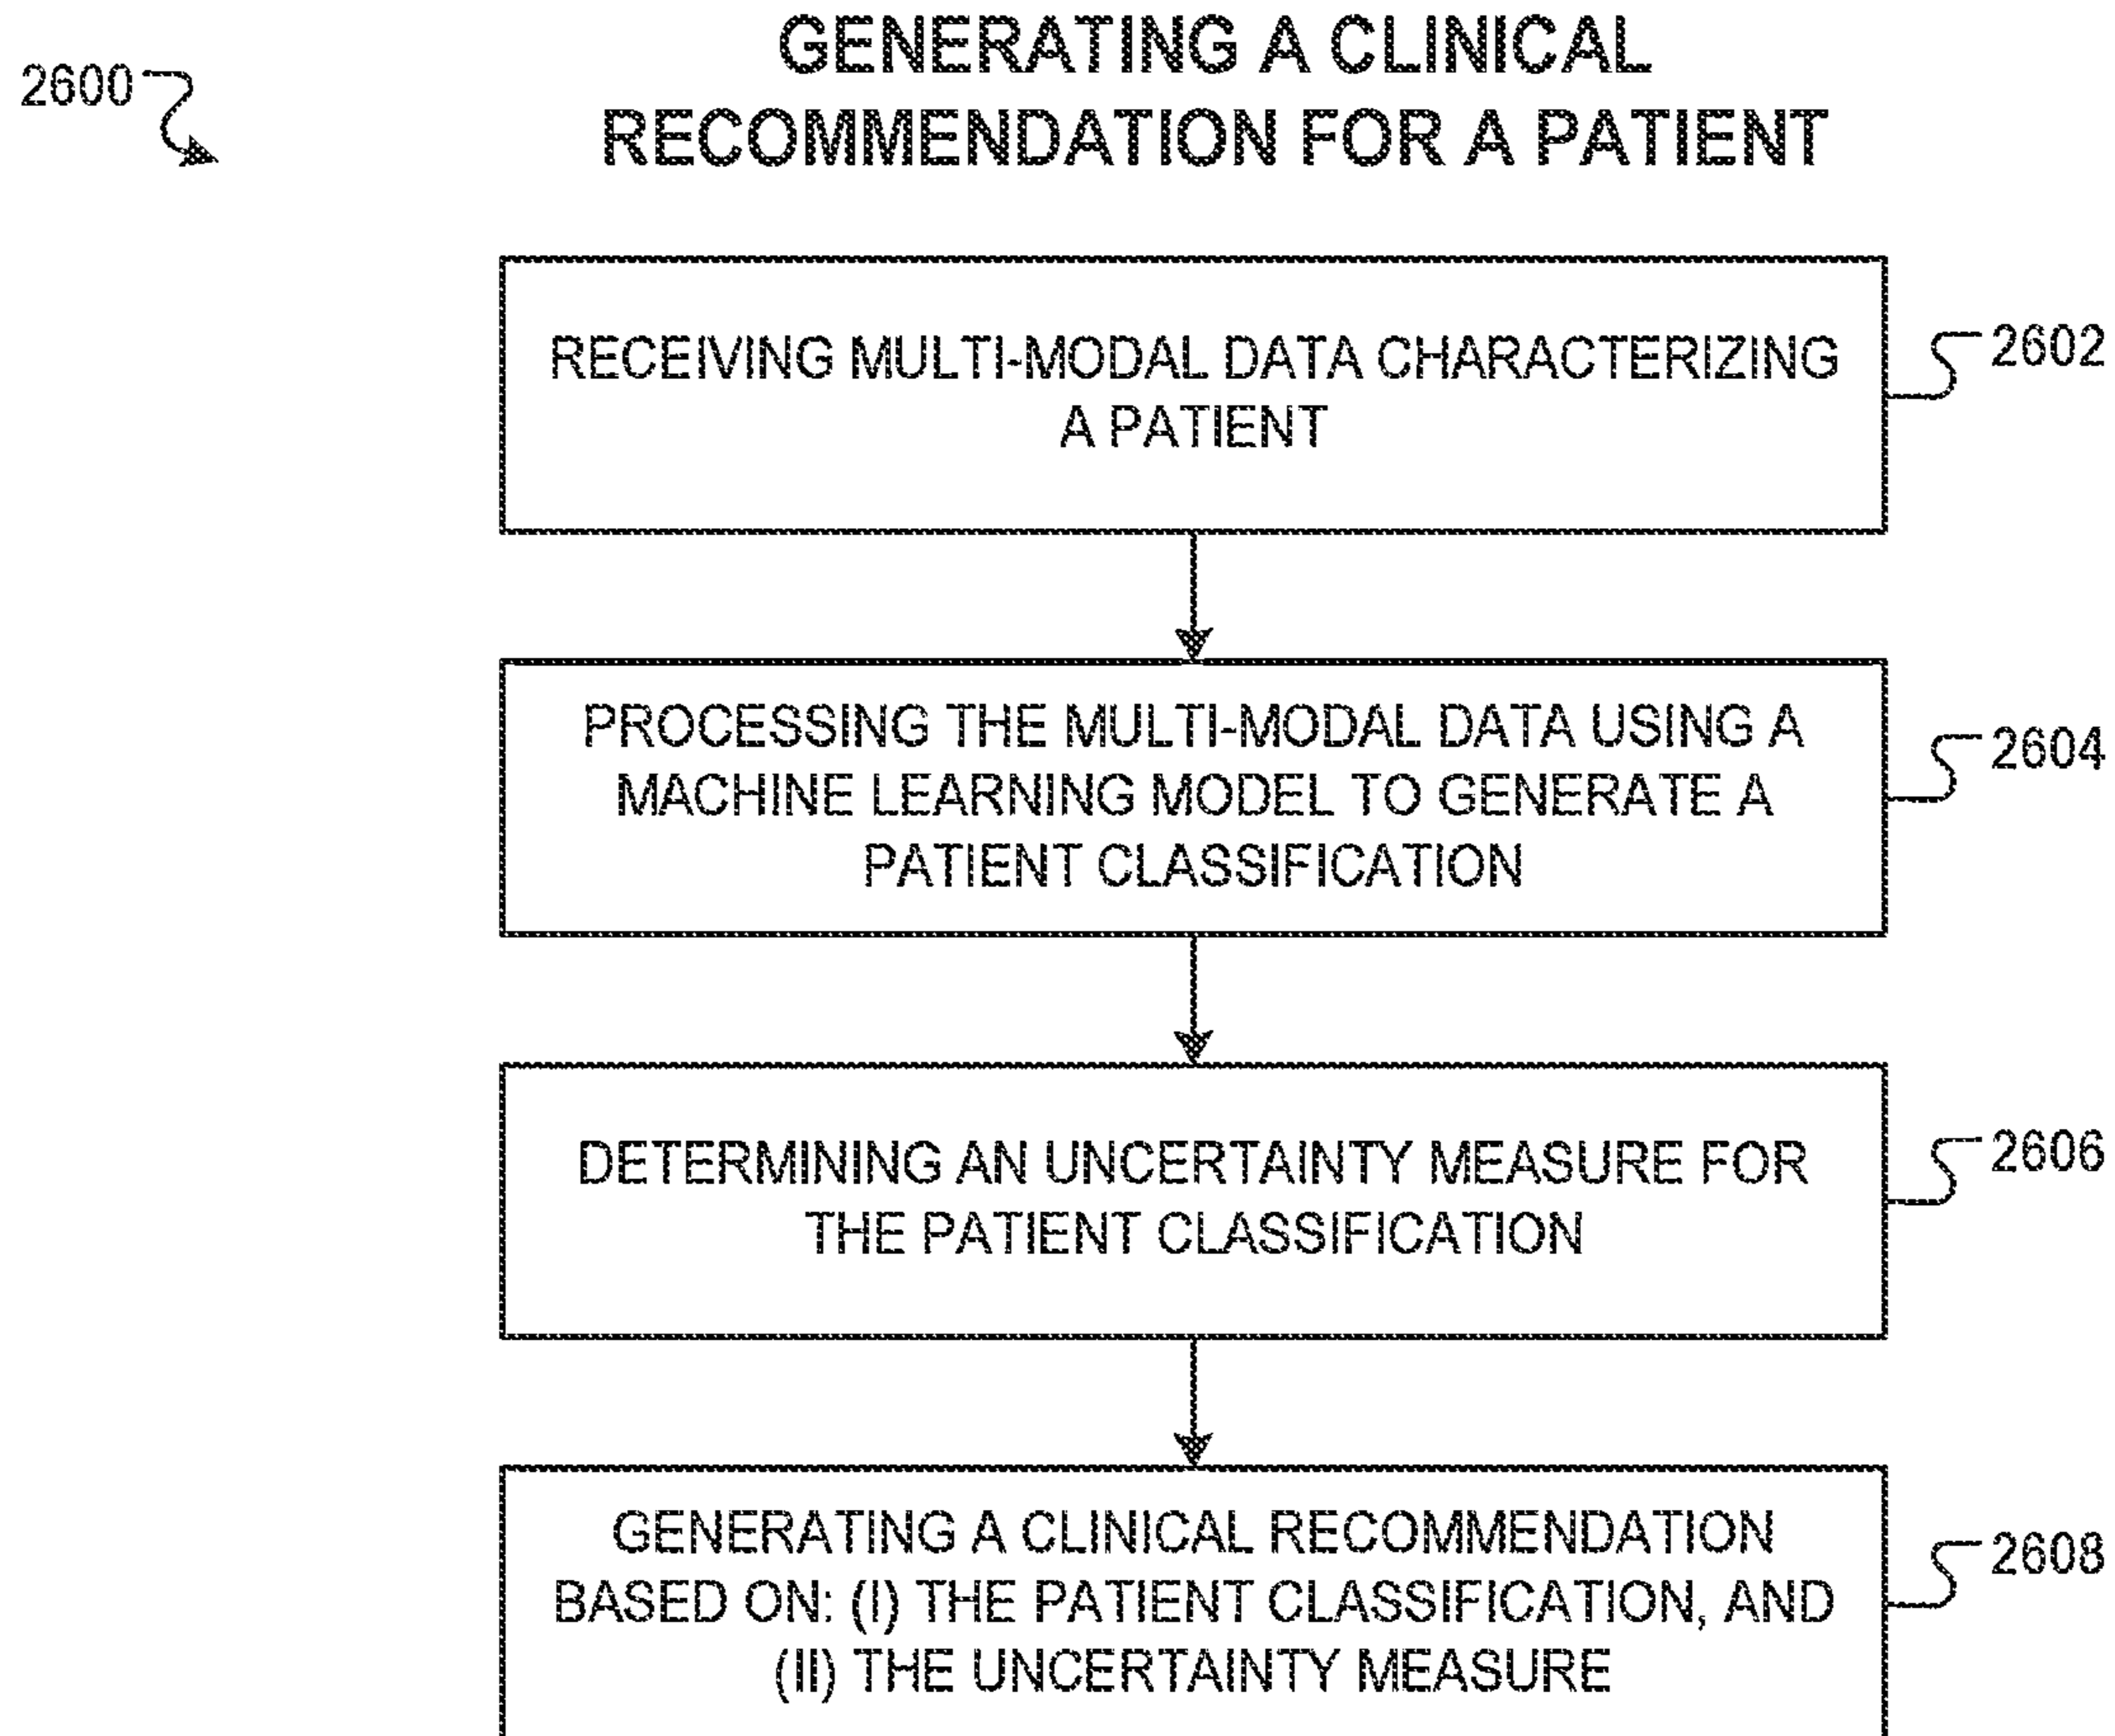 GENERATING A CLINICAL
RECOMMENDATION FOR A PATIENT
2600
RECEIVING MULTI-MODAL DATA CHARACTERIZING
A PATIENT
2602
PROCESSING THE MULTI-MODAL DATA USING A
MACHINE LEARNING MODEL TO GENERATE A
PATIENT CLASSIFICATION
2604
DETERMINING AN UNCERTAINTY MEASURE FOR
THE PATIENT CLASSIFICATION
2606
GENERATING A CLINICAL RECOMMENDATION
BASED ON: (I) THE PATIENT CLASSIFICATION, AND
(II) THE UNCERTAINTY MEASURE
2608